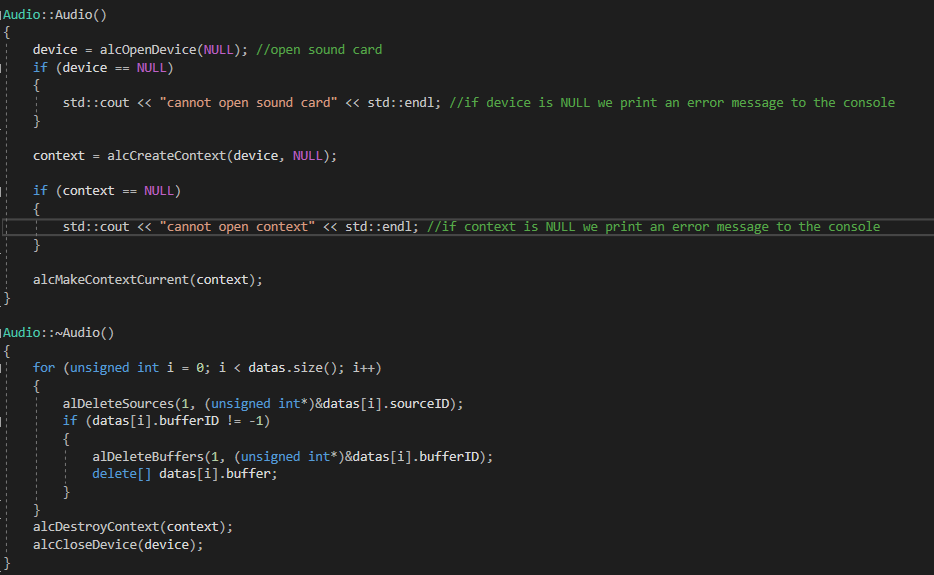 Audio::Audio()
{
device = alcOpenDevice(NULL); //open sound card
if (device == NULL)
{
std::cout << "cannot open sound card" << std::endl; //if device is NULL we print an error message to the console
}
context = alcCreateContext(device, NULL);
if (context == NULL)
{
std::cout << "cannot open context" << std::endl; //if context is NULL we print an error message to the console
}
alcMakeContextCurrent(context);
}
Audio::~Audio()
{
for (unsigned int i = 0; i < datas.size(); i++)
{
alDeleteSources(1, (unsigned int*)&datas[i].sourceID);
if (datas[i].bufferID != -1)
{
alDeleteBuffers(1, (unsigned int*)&datas[i].bufferID);
delete[] datas[i].buffer;
}
}
alcDestroyContext(context);
alcCloseDevice(device);
}